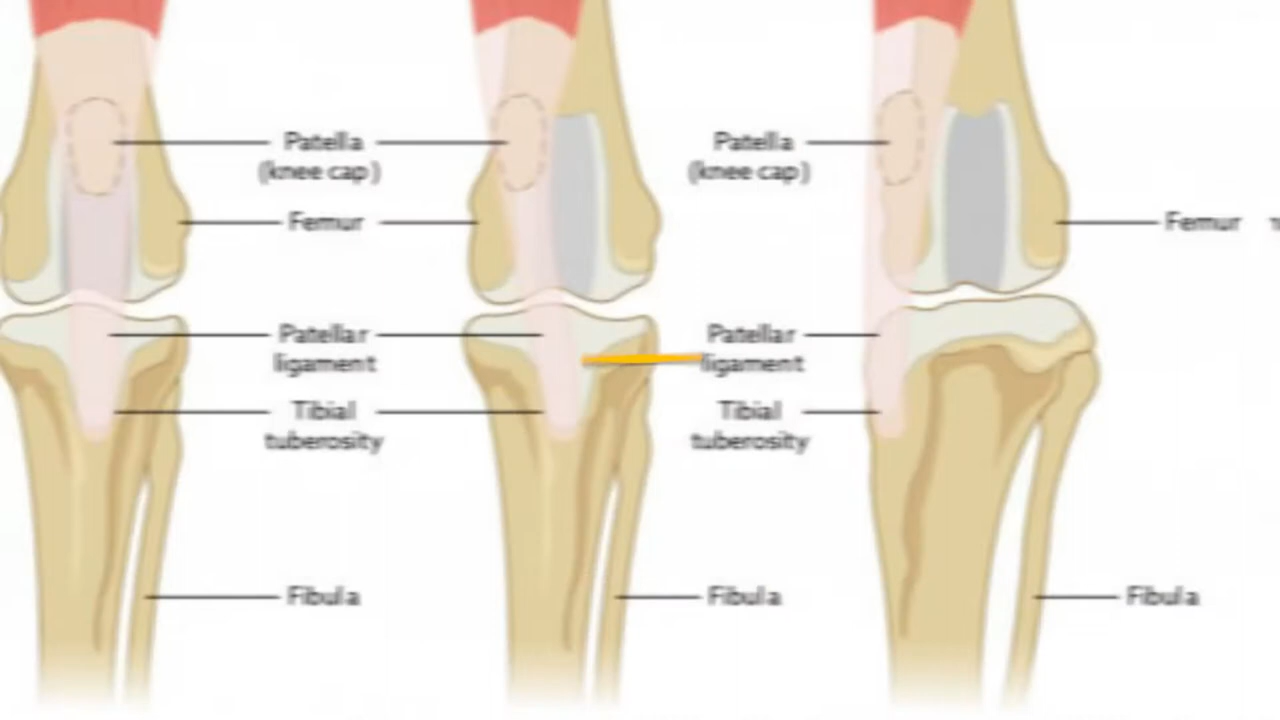 Patella
(knee cap)
Patella
(knee cap)
Femur
Femur
Patellar
ligament
Patellar
ligament
Tibial
tuberosity
Tibial
tuberosity
Fibula
Fibula
Fibula